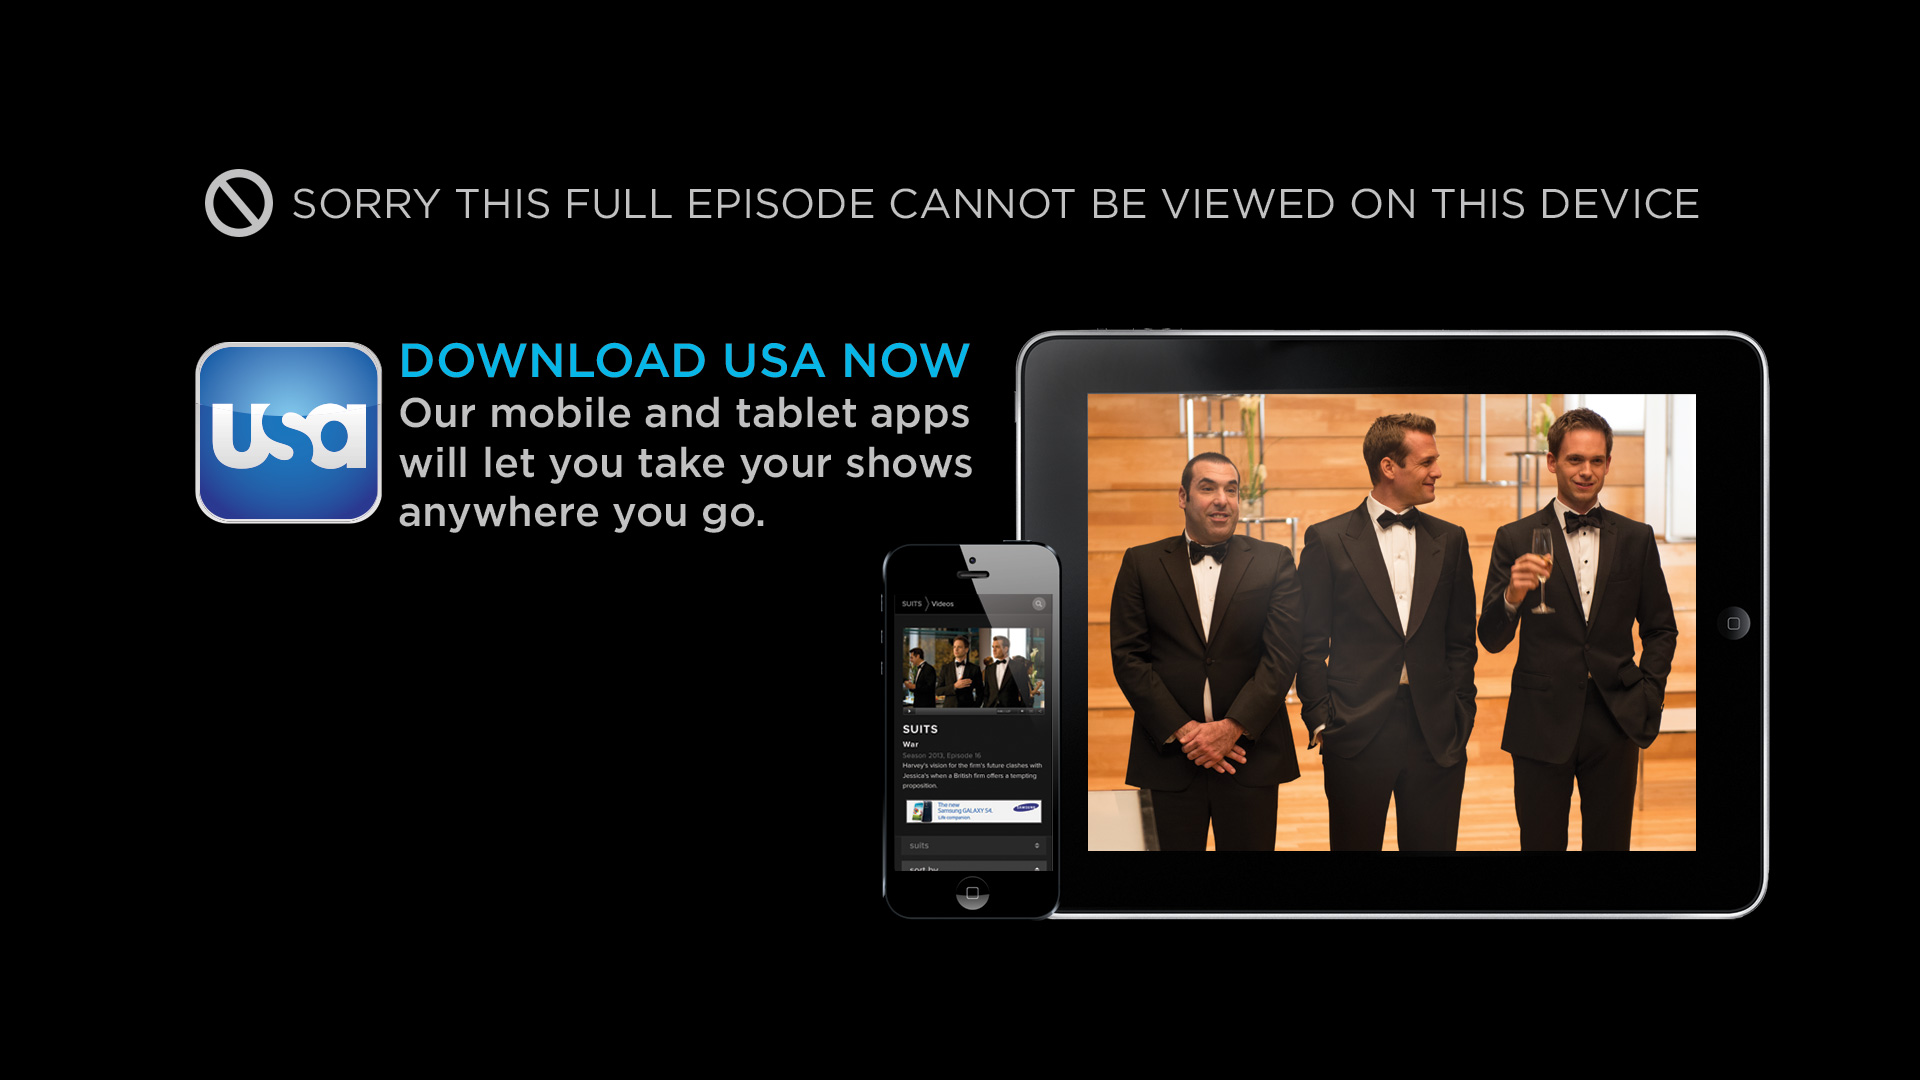 SORRY THIS FULL EPISODE CANNOT BE VIEWED ON THIS DEVICE
usa
DOWNLOAD USA NOW
Our mobile and tablet apps
will let you take your shows
anywhere you go.
SUITS Videos
SUITS
War
Season 2013, Episode 16
Harvey's vision for the firm's future clashes with
Jessica's when a British firm offers a tempting
proposition.
The new
Samsung GALAXY S4.
Life companion.
SAMSUNG
suits
sort by